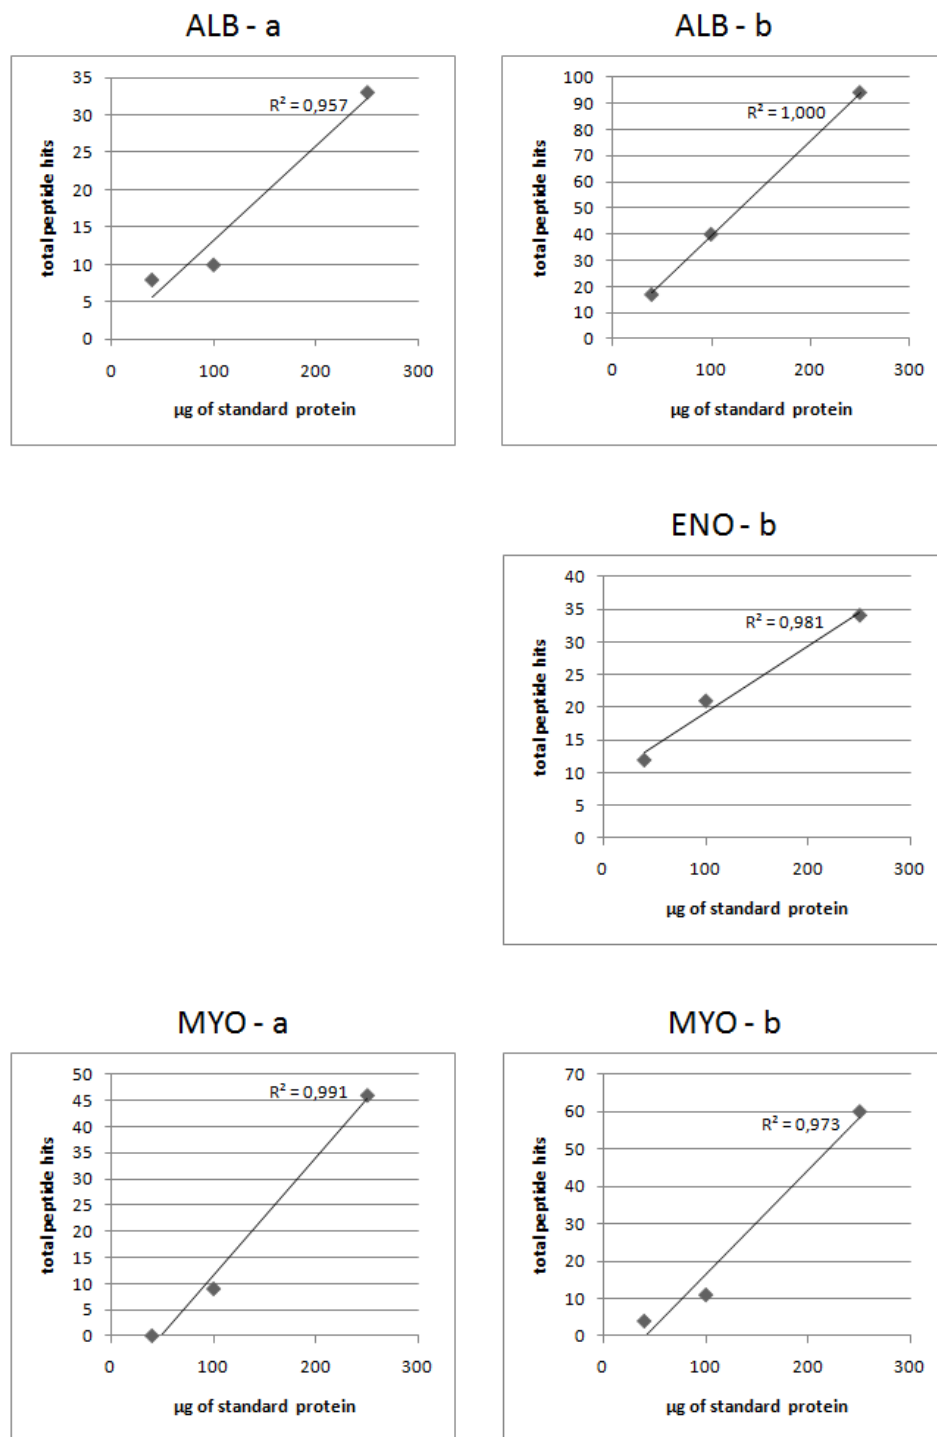 ALB - a
35
30
25
20
15
10
5
0
R² = 0,957
total peptide hits
0 100 200 300
µg of standard protein
ALB - b
100
90
80
70
60
50
40
30
20
10
0
R² = 1,000
total peptide hits
0 100 200 300
µg of standard protein
ENO - b
40
35
30
25
20
15
10
5
0
R² = 0,981
total peptide hits
0 100 200 300
µg of standard protein
MYO - a
50
45
40
35
30
25
20
15
10
5
0
R² = 0,991
total peptide hits
0 100 200 300
µg of standard protein
MYO - b
70
60
50
40
30
20
10
0
R² = 0,973
total peptide hits
0 100 200 300
µg of standard protein